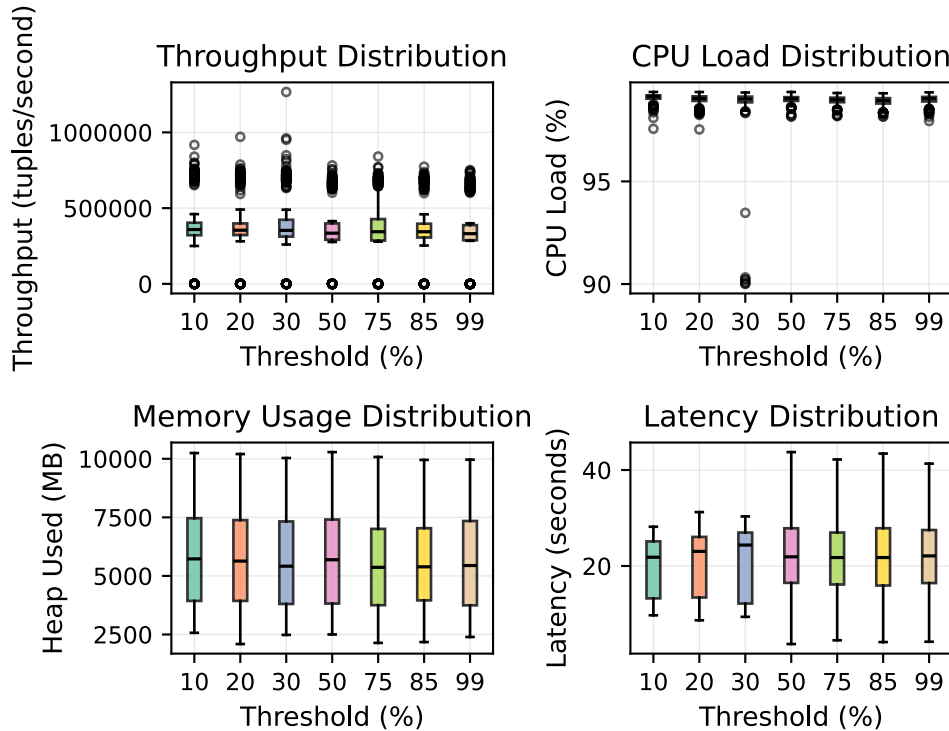 Throughput Distribution
Throughput (tuples/second)
1000000
500000
0
10 20 30 50 75 85 99
Threshold (%)
CPU Load Distribution
CPU Load (%)
95
90
10 20 30 50 75 85 99
Threshold (%)
Memory Usage Distribution
Heap Used (MB)
10000
7500
5000
2500
10 20 30 50 75 85 99
Threshold (%)
Latency Distribution
Latency (seconds)
40
20
10 20 30 50 75 85 99
Threshold (%)